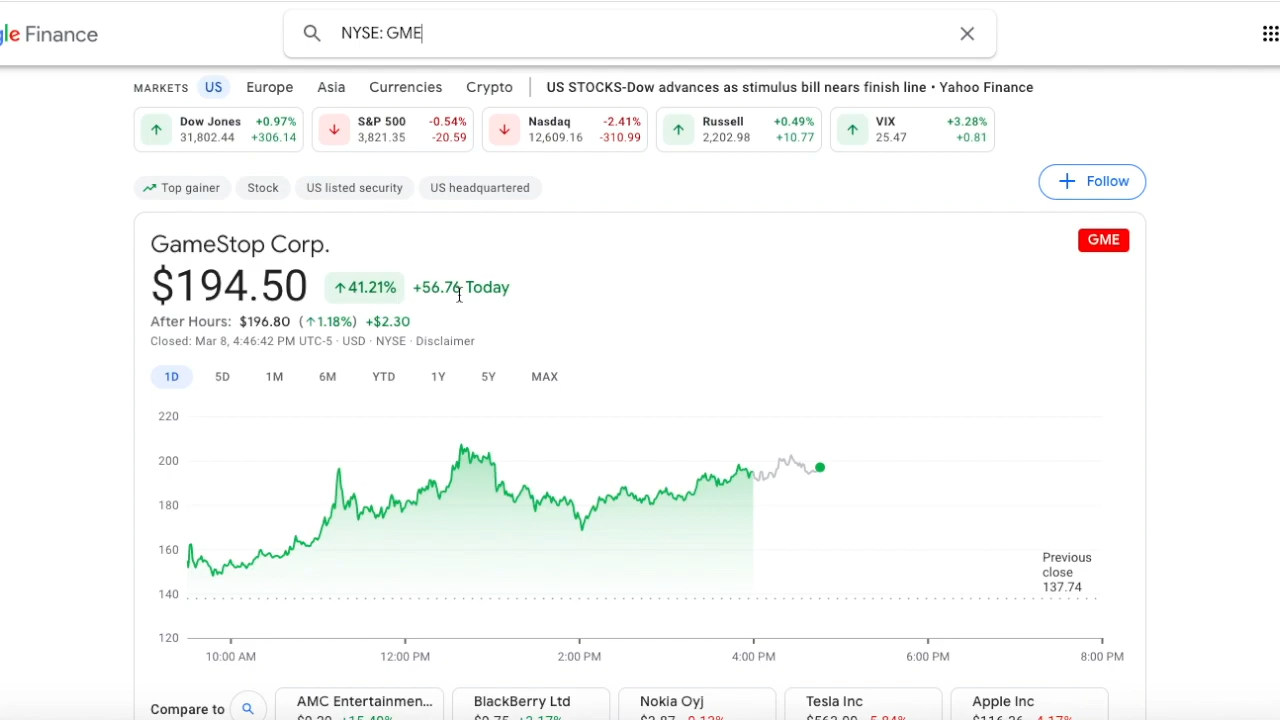 gle Finance
NYSE: GME
MARKETS US Europe Asia Currencies Crypto US STOCKS-Dow advances as stimulus bill nears finish line • Yahoo Finance
Dow Jones +0.97%
31,802.44 +306.14
S&P 500 -0.54%
3,821.35 -20.59
Nasdaq -2.41%
12,609.16 -310.99
Russell +0.49%
2,202.98 +10.77
VIX +3.28%
25.47 +0.81
Top gainer Stock US listed security US headquartered
+ Follow
GameStop Corp.
GME
$194.50 ↑41.21% +56.76 Today
After Hours: $196.80 (↑1.18%) +$2.30
Closed: Mar 8, 4:46:42 PM UTC-5 · USD · NYSE · Disclaimer
1D 5D 1M 6M YTD 1Y 5Y MAX
220
200
180
160
140
120
Previous
close
137.74
10:00 AM 12:00 PM 2:00 PM 4:00 PM 6:00 PM 8:00 PM
Compare to
AMC Entertainmen...
BlackBerry Ltd
Nokia Oyj
Tesla Inc
Apple Inc